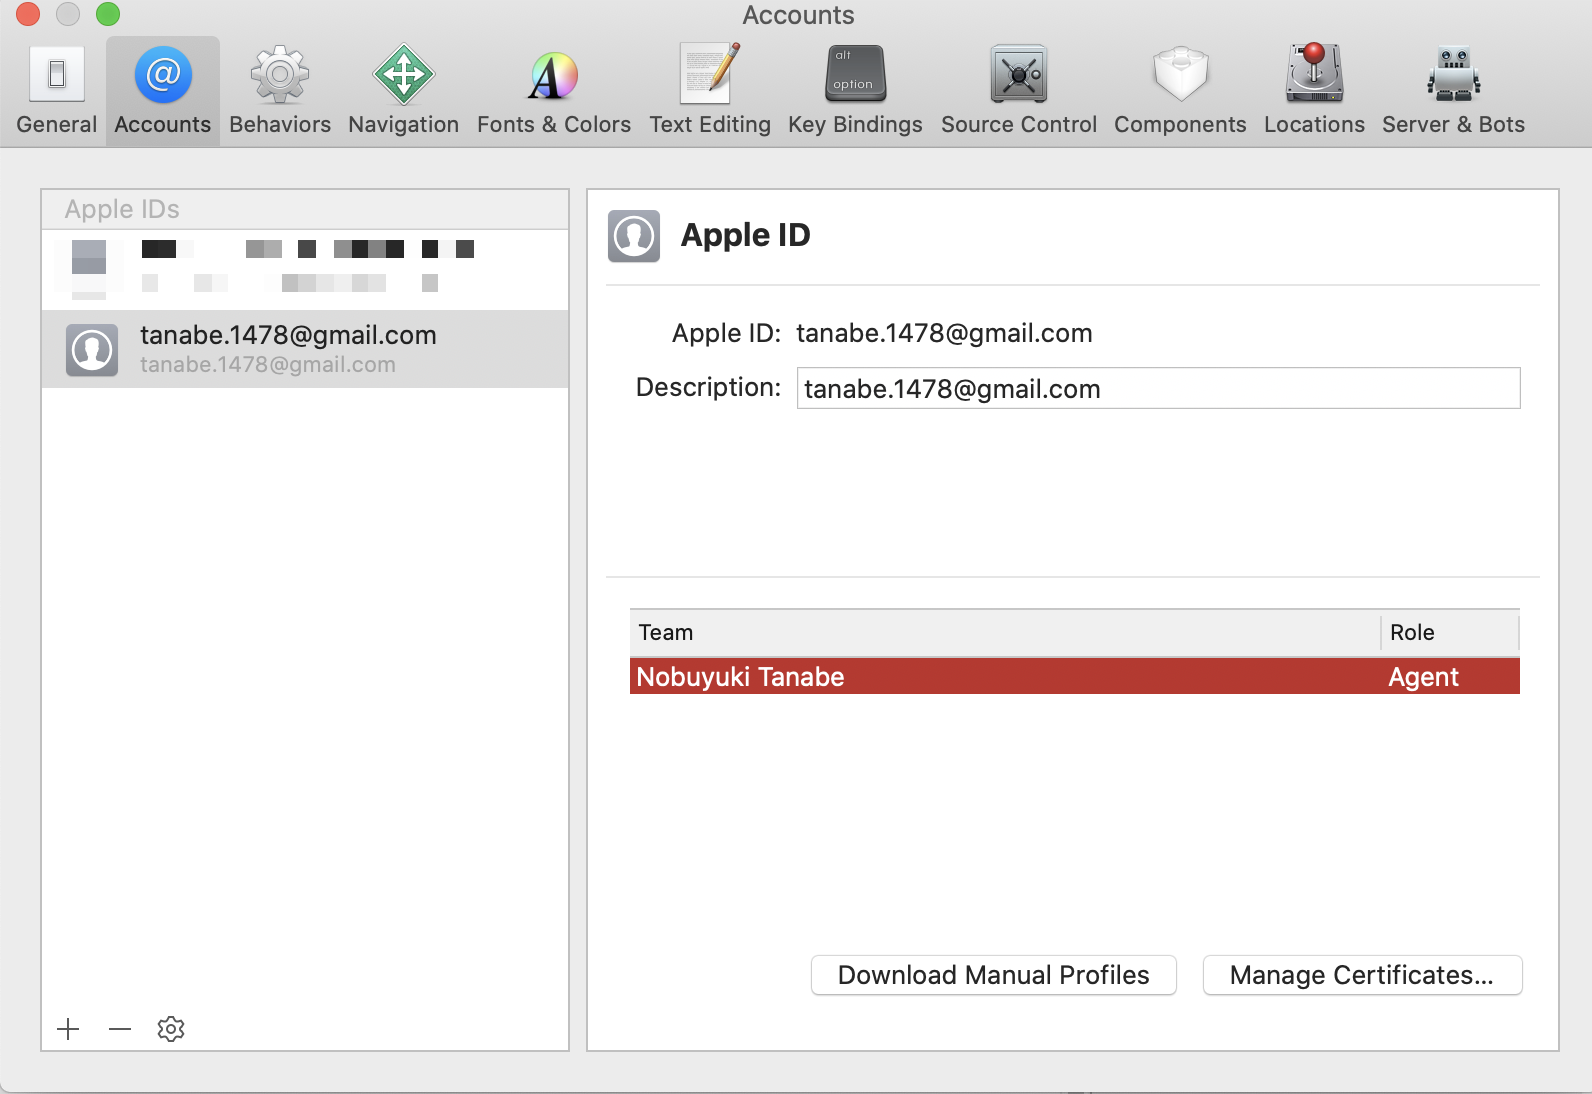 Accounts
General Accounts Behaviors Navigation Fonts & Colors Text Editing alt option Key Bindings Source Control Components Locations Server & Bots
Apple IDs
tanabe.1478@gmail.com
tanabe.1478@gmail.com
Apple ID
Apple ID: tanabe.1478@gmail.com
Description: tanabe.1478@gmail.com
Team Role
Nobuyuki Tanabe Agent
Download Manual Profiles Manage Certificates...